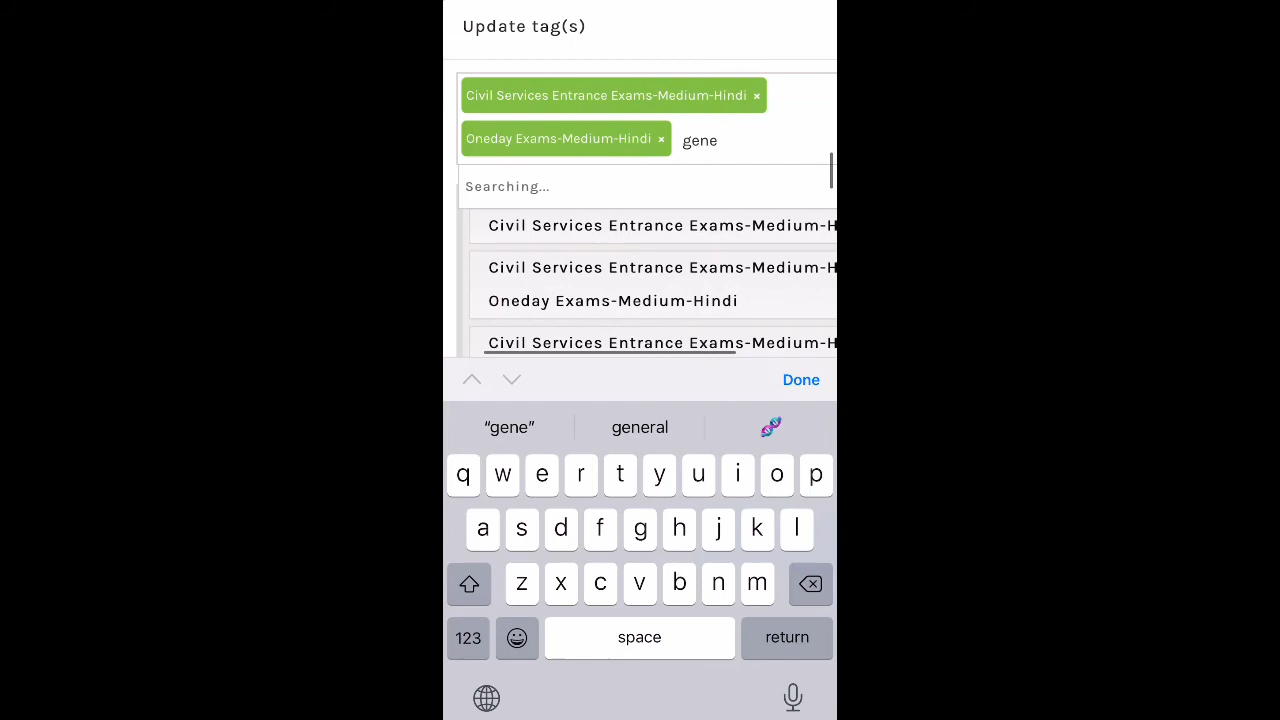 Update tag(s)
Civil Services Entrance Exams-Medium-Hindi ×
Oneday Exams-Medium-Hindi × gene
Searching...
Civil Services Entrance Exams-Medium-H
Civil Services Entrance Exams-Medium-H
Oneday Exams-Medium-Hindi
Civil Services Entrance Exams-Medium-H
Done
“gene” general
q w e r t y u i o p
a s d f g h j k l
z x c v b n m
123 space return